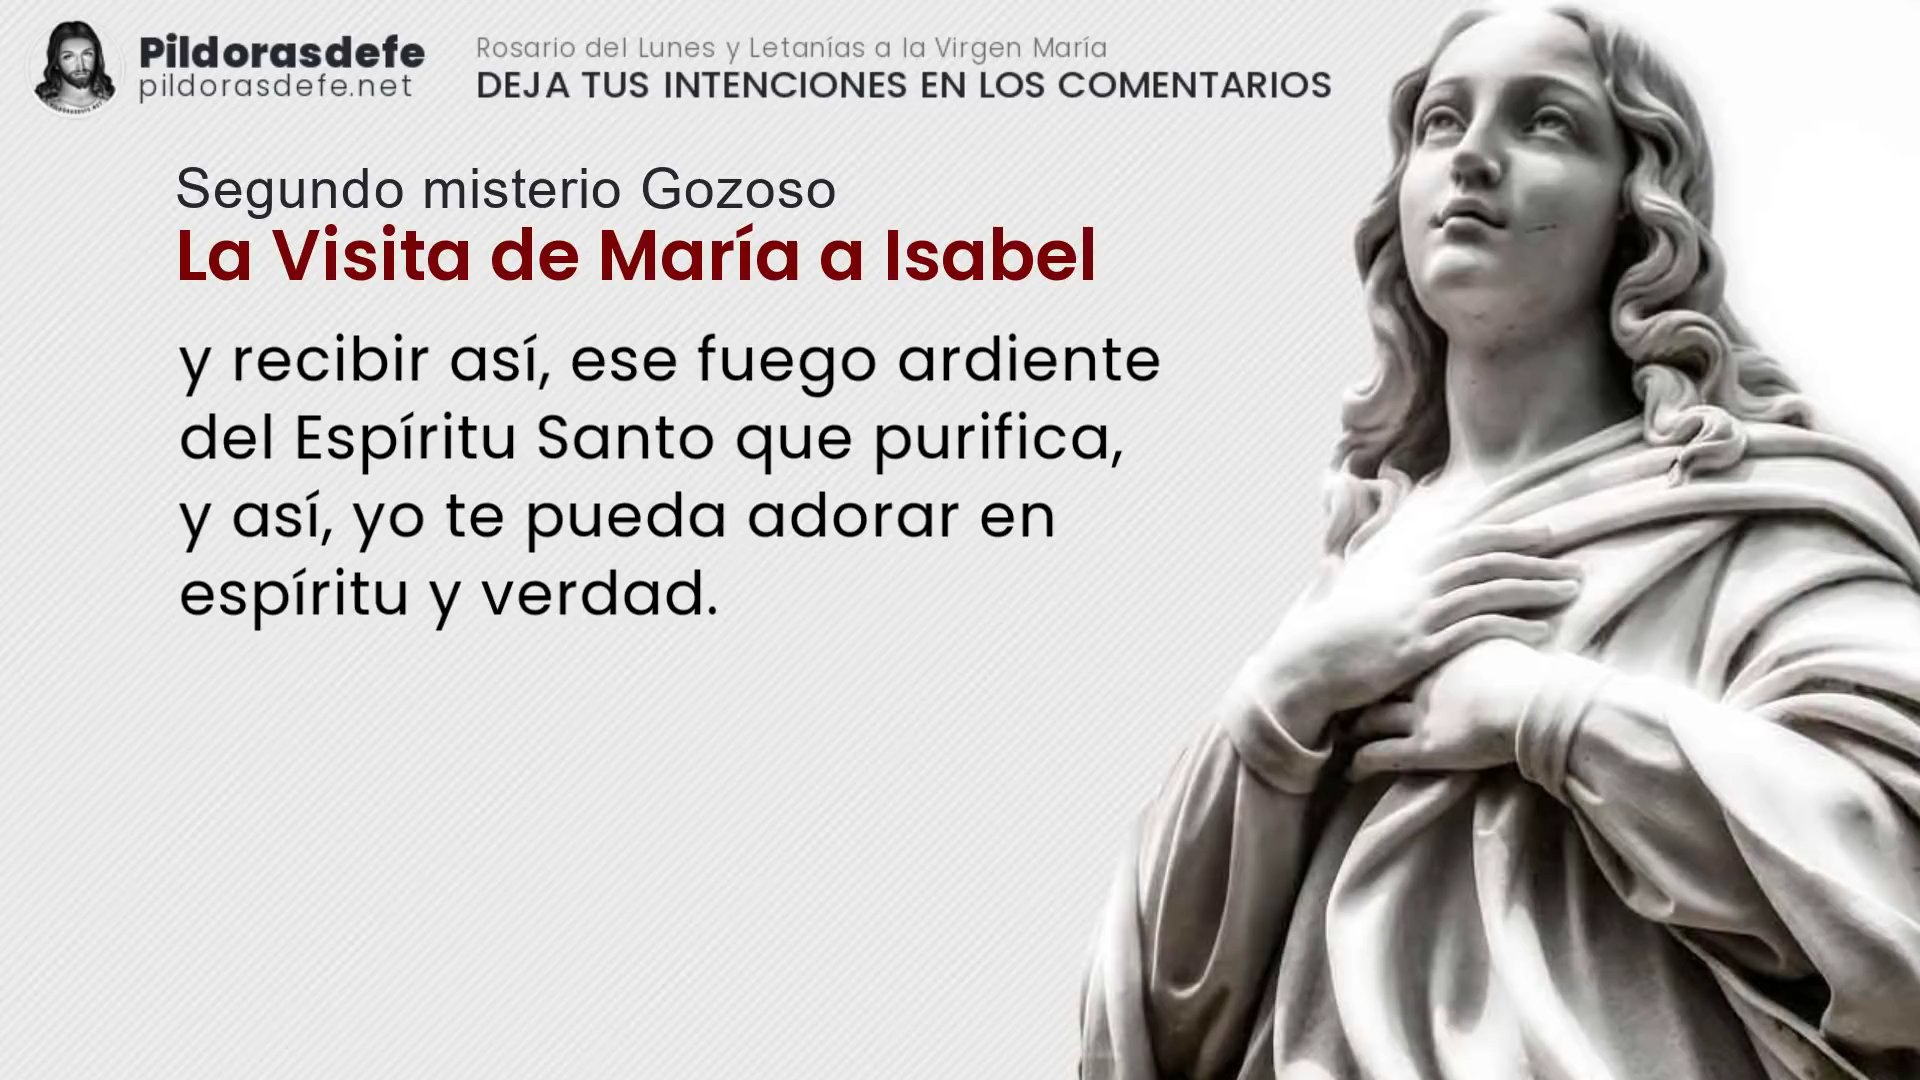 Pildorasdefe
pildorasdefe.net
Rosario del Lunes y Letanías a la Virgen María
DEJA TUS INTENCIONES EN LOS COMENTARIOS
Segundo misterio Gozoso
La Visita de María a Isabel
y recibir así, ese fuego ardiente
del Espíritu Santo que purifica,
y así, yo te pueda adorar en
espíritu y verdad.